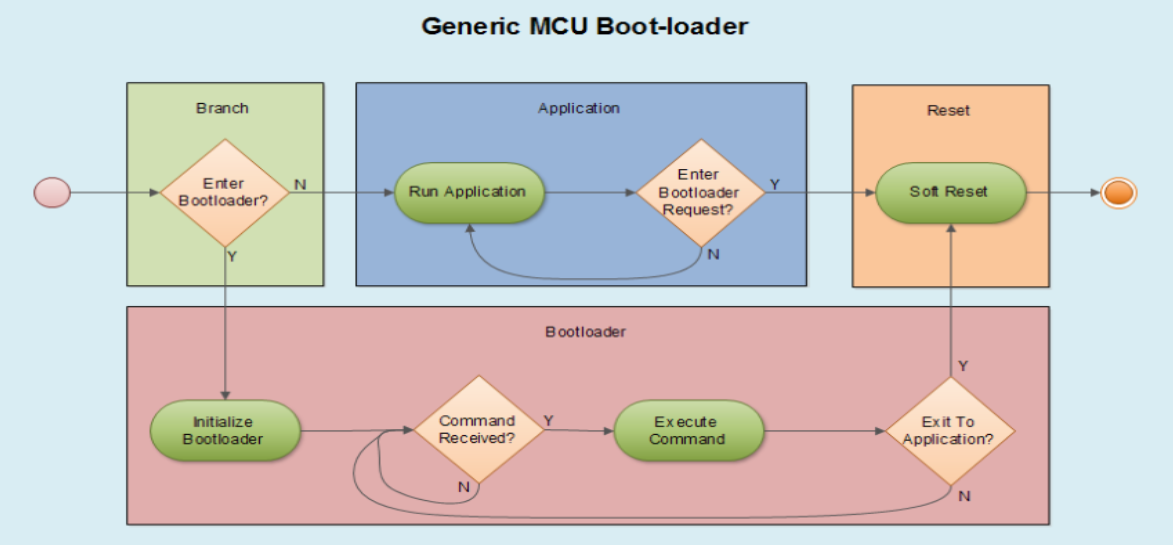 Generic MCU Boot-loader
Branch
Enter
Bootloader?
N
Y
Application
Run Application
Enter
Bootloader
Request?
Y
N
Reset
Soft Reset
Bootloader
Initialize
Bootloader
Command
Received?
Y
N
Execute
Command
Exit To
Application?
Y
N